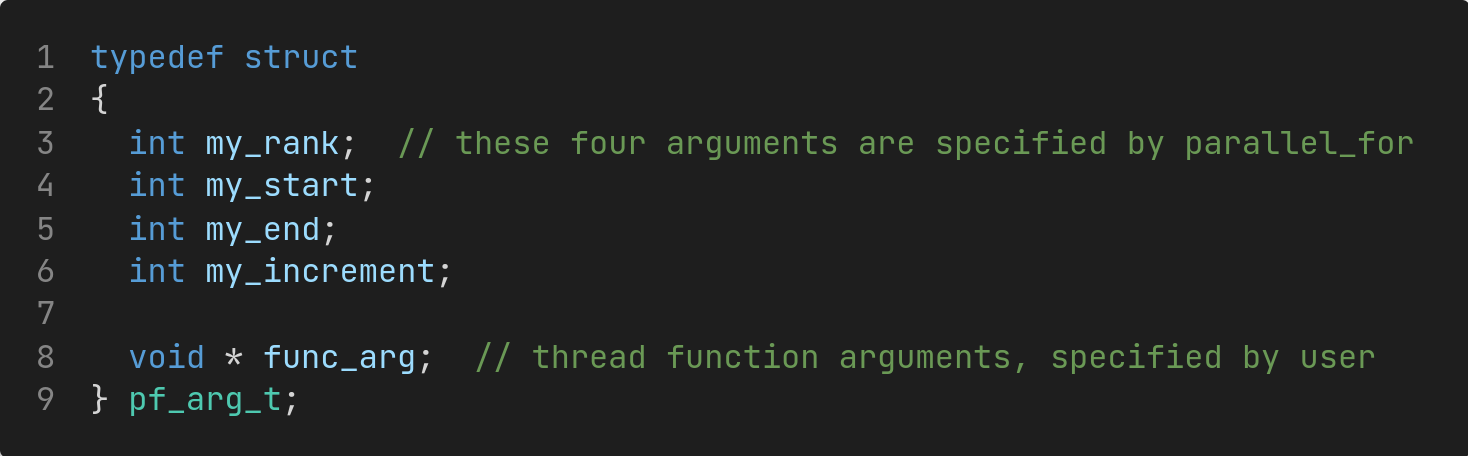 1 typedef struct
2 {
3   int my_rank;  // these four arguments are specified by parallel_for
4   int my_start;
5   int my_end;
6   int my_increment;
7
8   void * func_arg;  // thread function arguments, specified by user
9 } pf_arg_t;